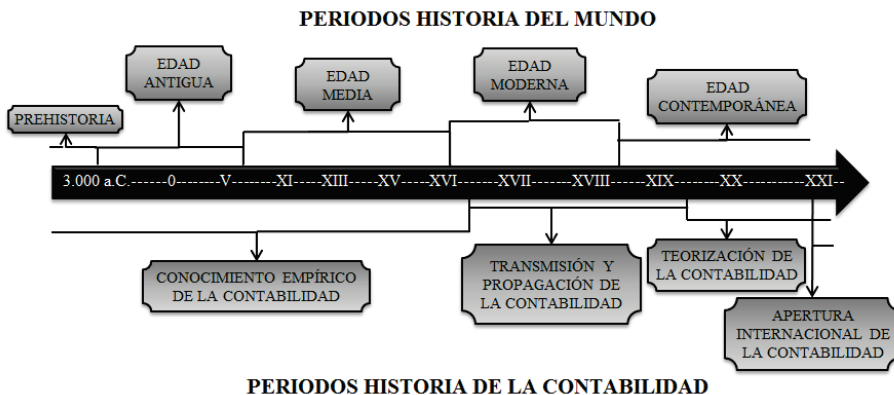 PERIODOS HISTORIA DEL MUNDO
EDAD
ANTIGUA
EDAD
MEDIA
EDAD
MODERNA
EDAD
CONTEMPORÁNEA
PREHISTORIA
3.000 a.C.------0--------V--------XI-----XIII-----XV-----XVI-------XVII-------XVIII------XIX--------XX------------XXI--
CONOCIMIENTO EMPÍRICO
DE LA CONTABILIDAD
TRANSMISIÓN Y
PROPAGACIÓN DE
LA CONTABILIDAD
TEORIZACIÓN DE
LA CONTABILIDAD
APERTURA
INTERNACIONAL DE
LA CONTABILIDAD
PERIODOS HISTORIA DE LA CONTABILIDAD